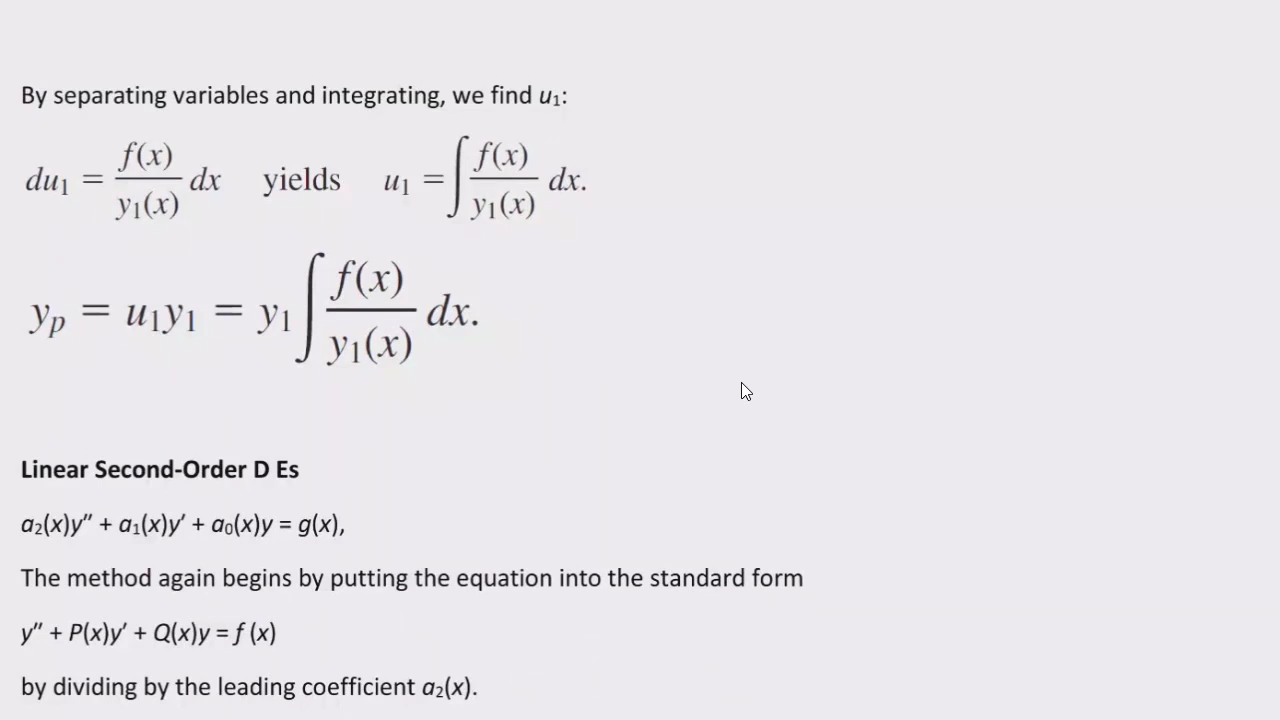 By separating variables and integrating, we find u₁:
du₁ = f(x)/y₁(x) dx yields u₁ = ∫ f(x)/y₁(x) dx.
yₚ = u₁y₁ = y₁ ∫ f(x)/y₁(x) dx.
Linear Second-Order D Es
a₂(x)y″ + a₁(x)y′ + a₀(x)y = g(x),
The method again begins by putting the equation into the standard form
y″ + P(x)y′ + Q(x)y = f (x)
by dividing by the leading coefficient a₂(x).